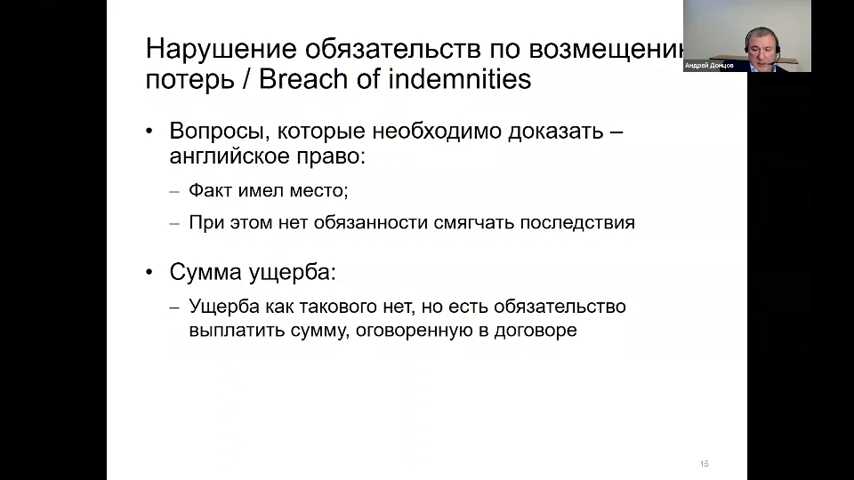 Нарушение обязательств по возмещению
потерь / Breach of indemnities
Андрей Донцов
• Вопросы, которые необходимо доказать –
английское право:
– Факт имел место;
– При этом нет обязанности смягчать последствия
• Сумма ущерба:
– Ущерба как такового нет, но есть обязательство
выплатить сумму, оговоренную в договоре
15